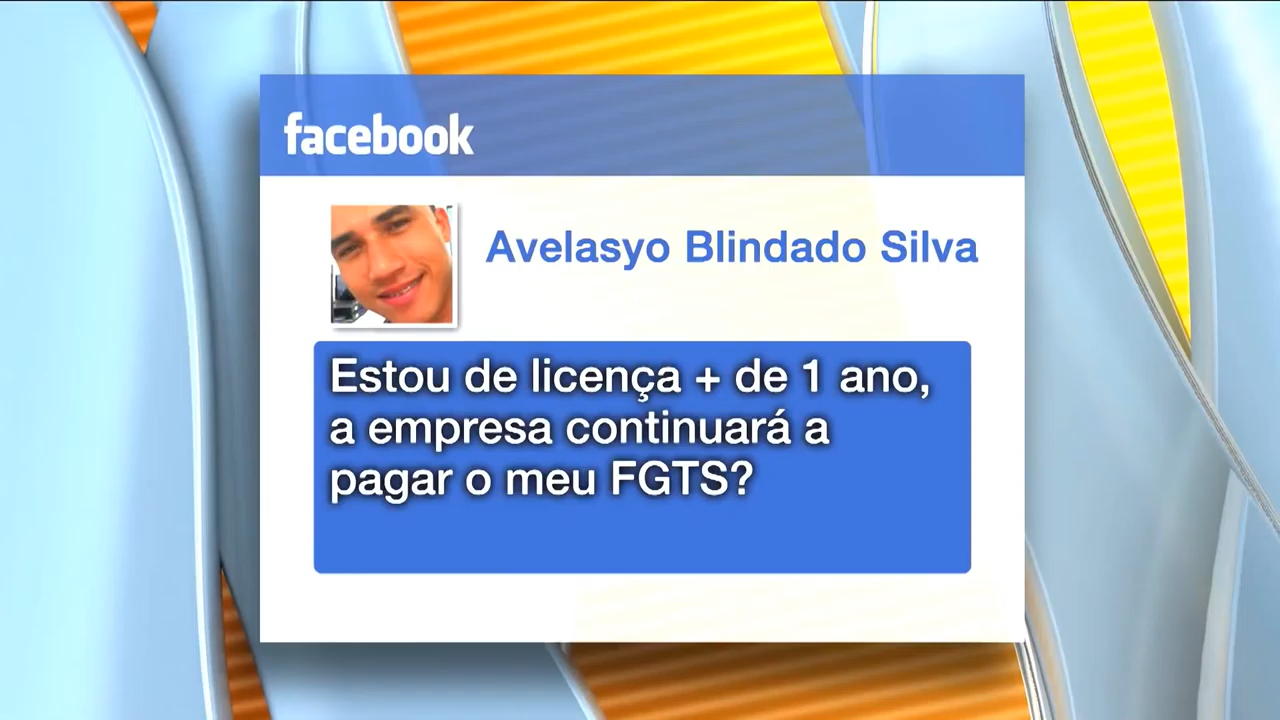 facebook
Avelasyo Blindado Silva
Estou de licença + de 1 ano,
a empresa continuará a
pagar o meu FGTS?